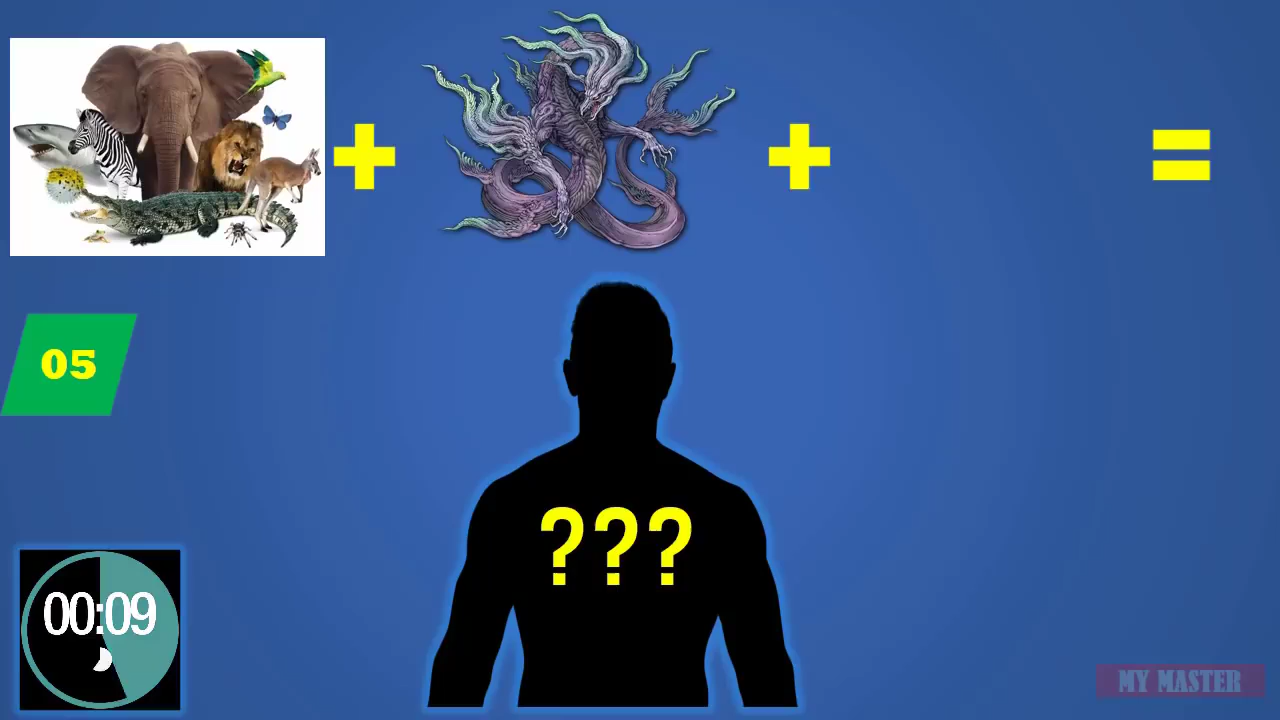 + + =
05
???
00:09
MY MASTER